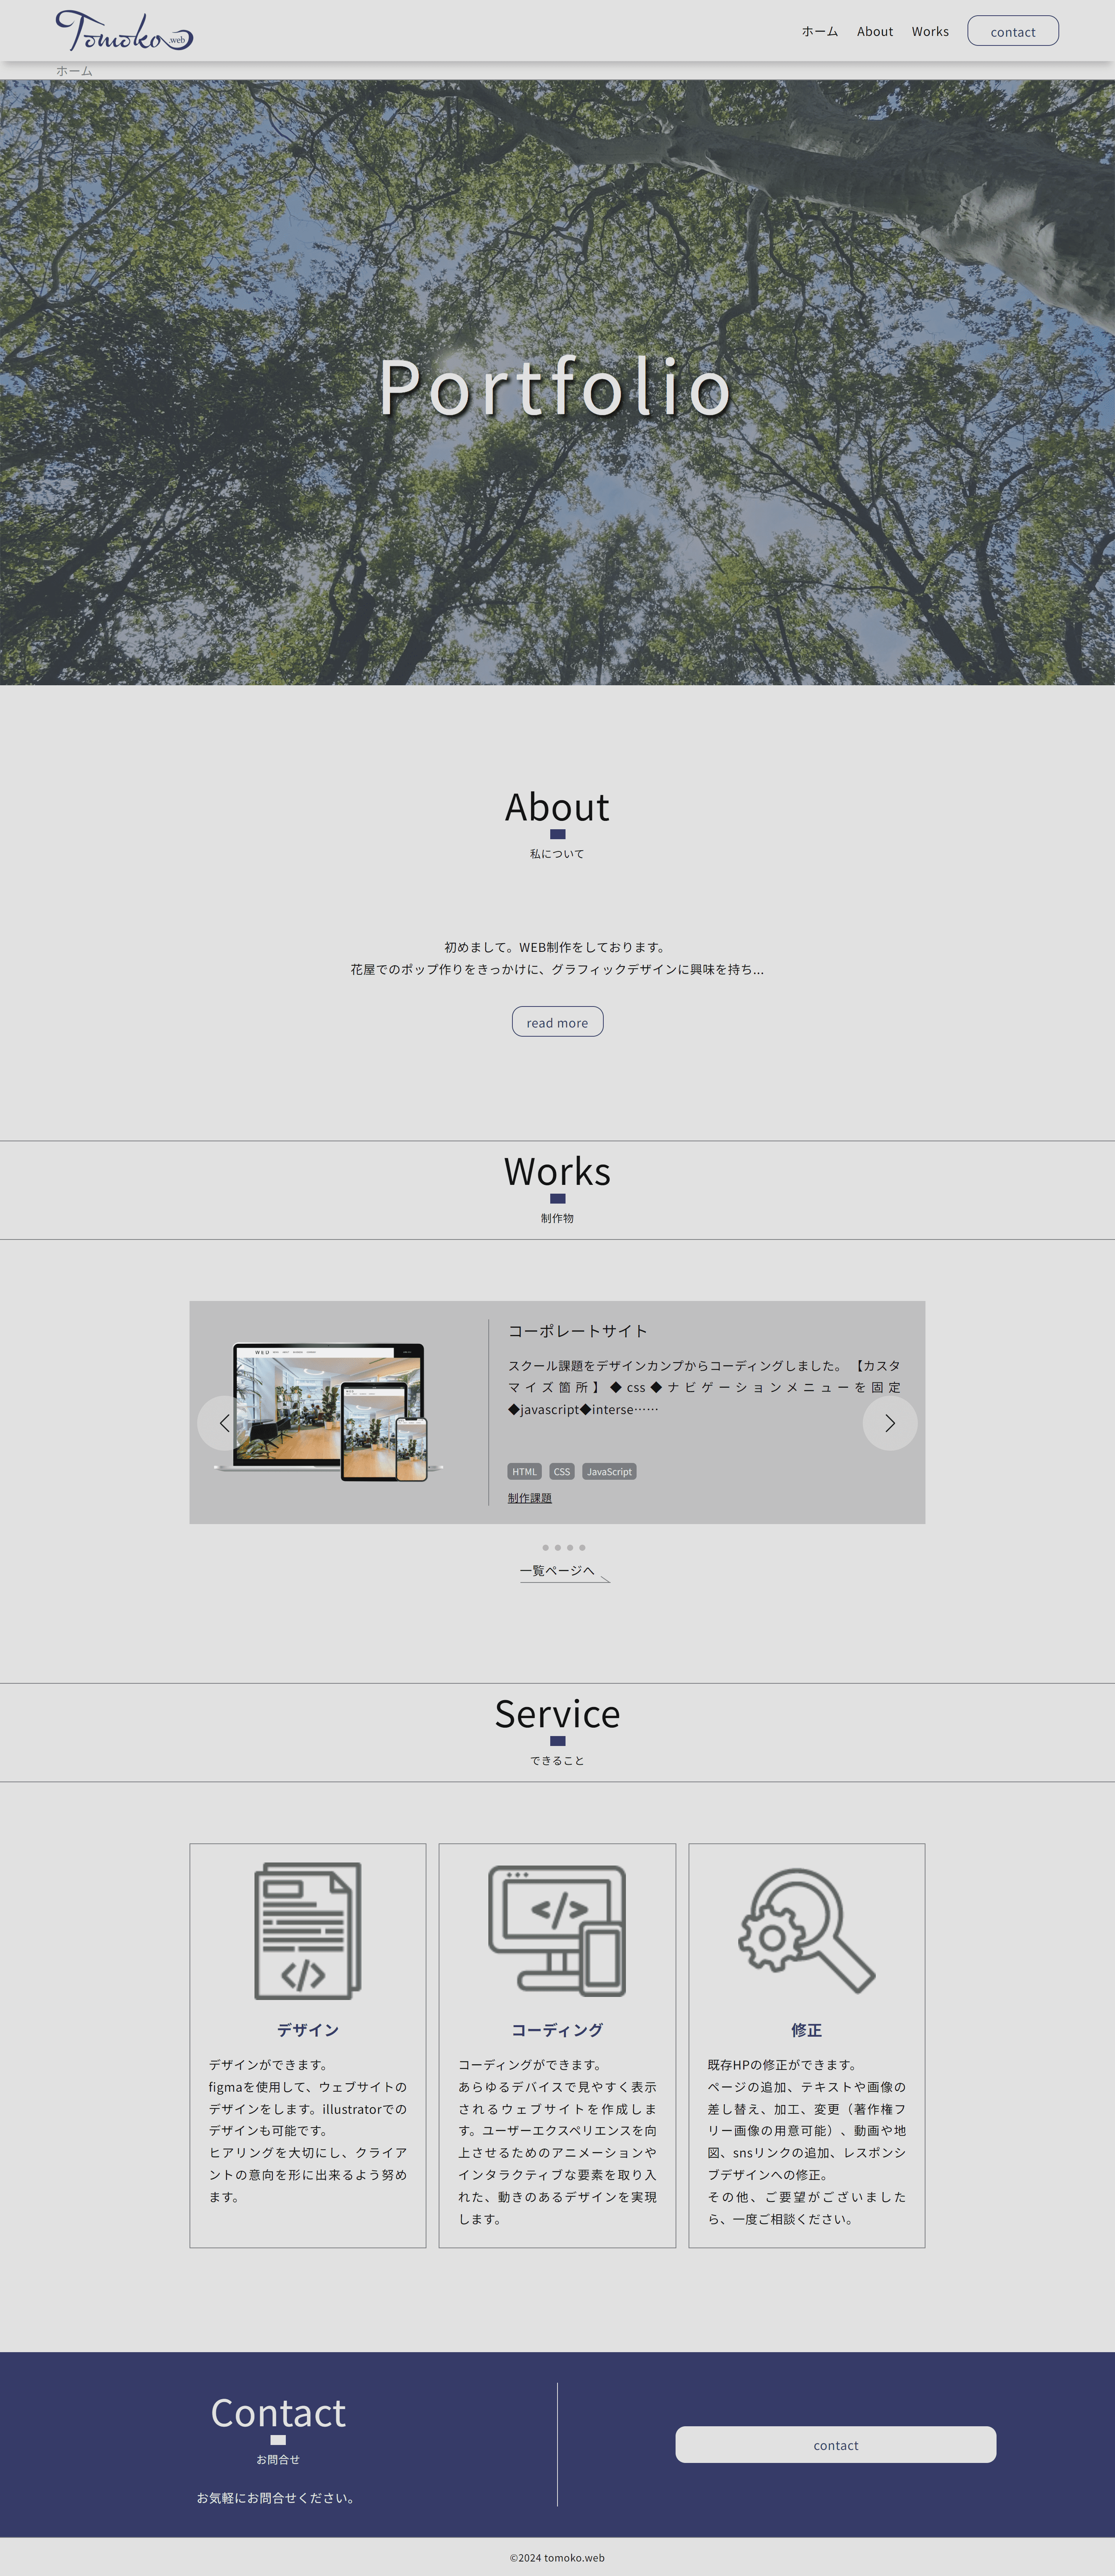 Tomoko.web
ホーム About Works contact
ホーム
Portfolio
About
私について
初めまして。WEB制作をしております。
花屋でのポップ作りをきっかけに、グラフィックデザインに興味を持ち...
read more
Works
制作物
コーポレートサイト
スクール課題をデザインカンプからコーディングしました。 【カスタ
マイズ箇所】◆css◆ナビゲーションメニューを固定
◆javascript◆interse……
HTML CSS JavaScript
制作課題
一覧ページへ
Service
できること
デザイン
デザインができます。
figmaを使用して、ウェブサイトの
デザインをします。illustratorでの
デザインも可能です。
ヒアリングを大切にし、クライア
ントの意向を形に出来るよう努め
ます。
コーディング
コーディングができます。
あらゆるデバイスで見やすく表示
されるウェブサイトを作成しま
す。ユーザーエクスペリエンスを向
上させるためのアニメーションや
インタラクティブな要素を取り入
れた、動きのあるデザインを実現
します。
修正
既存HPの修正ができます。
ページの追加、テキストや画像の
差し替え、加工、変更（著作権フ
リー画像の用意可能）、動画や地
図、snsリンクの追加、レスポンシ
ブデザインへの修正。
その他、ご要望がございました
ら、一度ご相談ください。
Contact
お問合せ
お気軽にお問合せください。
contact
©2024 tomoko.web